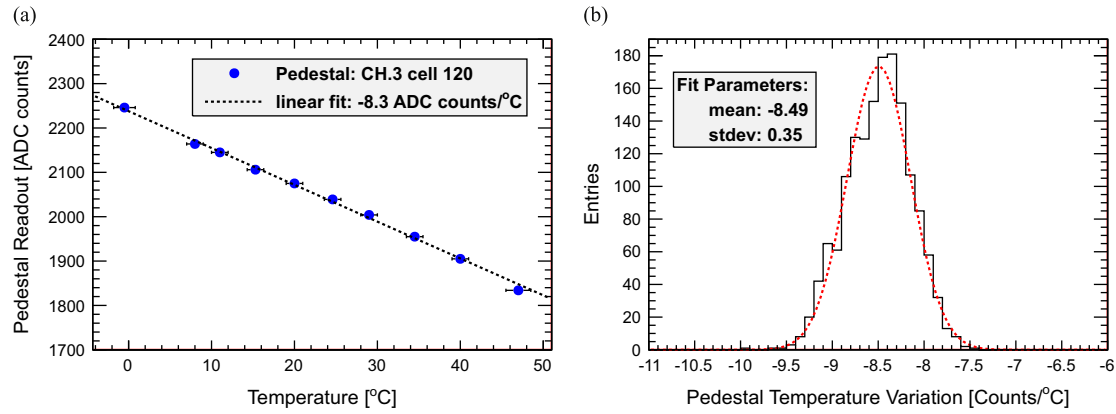 (a)
2400
2300
2200
2100
2000
1900
1800
1700
Pedestal Readout [ADC counts]
Pedestal: CH.3 cell 120
linear fit: -8.3 ADC counts/°C
0 10 20 30 40 50
Temperature [°C]
(b)
180
160
140
120
100
80
60
40
20
0
Entries
Fit Parameters:
mean: -8.49
stdev: 0.35
-11 -10.5 -10 -9.5 -9 -8.5 -8 -7.5 -7 -6.5 -6
Pedestal Temperature Variation [Counts/°C]